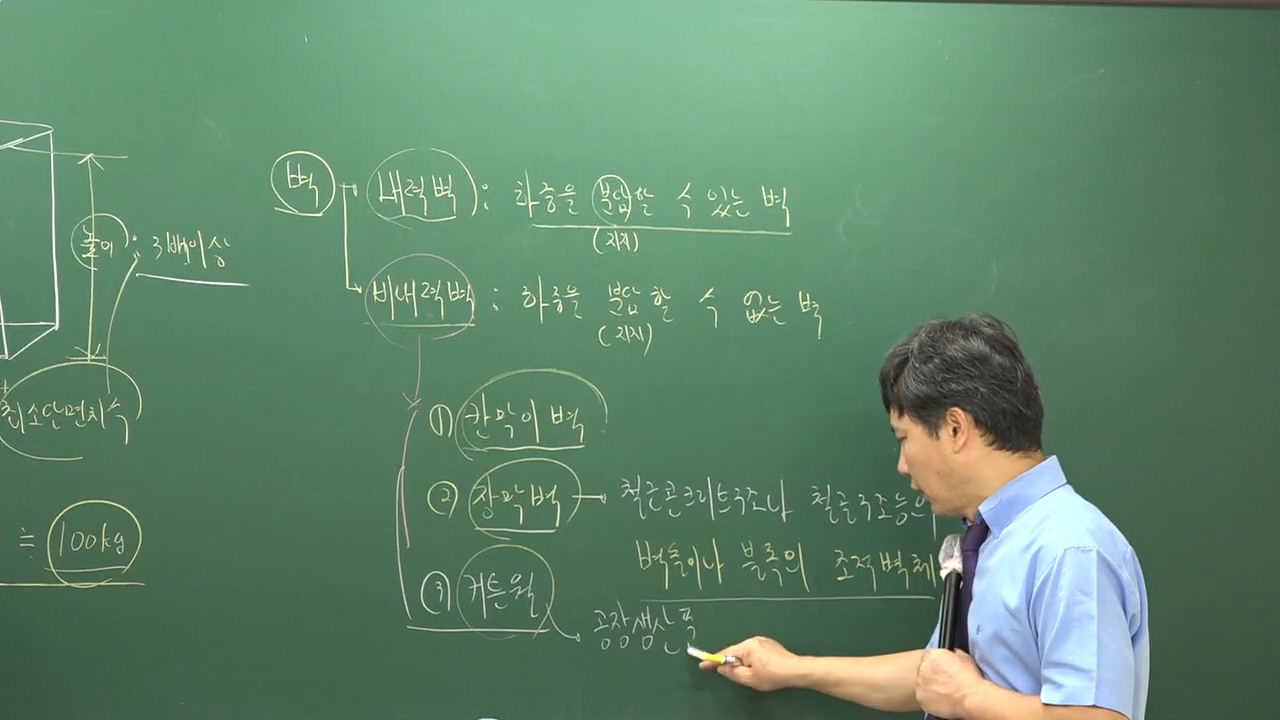 벽 내력벽 : 하중을 부담할 수 있는 벽
(지지)
높이 : 3배이상
비내력벽 : 하중을 부담할 수 없는 벽
(지지)
최소단면치수
① 칸막이 벽
② 장막벽 → 철근콘크리트구조나 철골구조등의
벽돌이나 블록의 조적벽체
≒ 100kg
③ 커튼월
공장생산